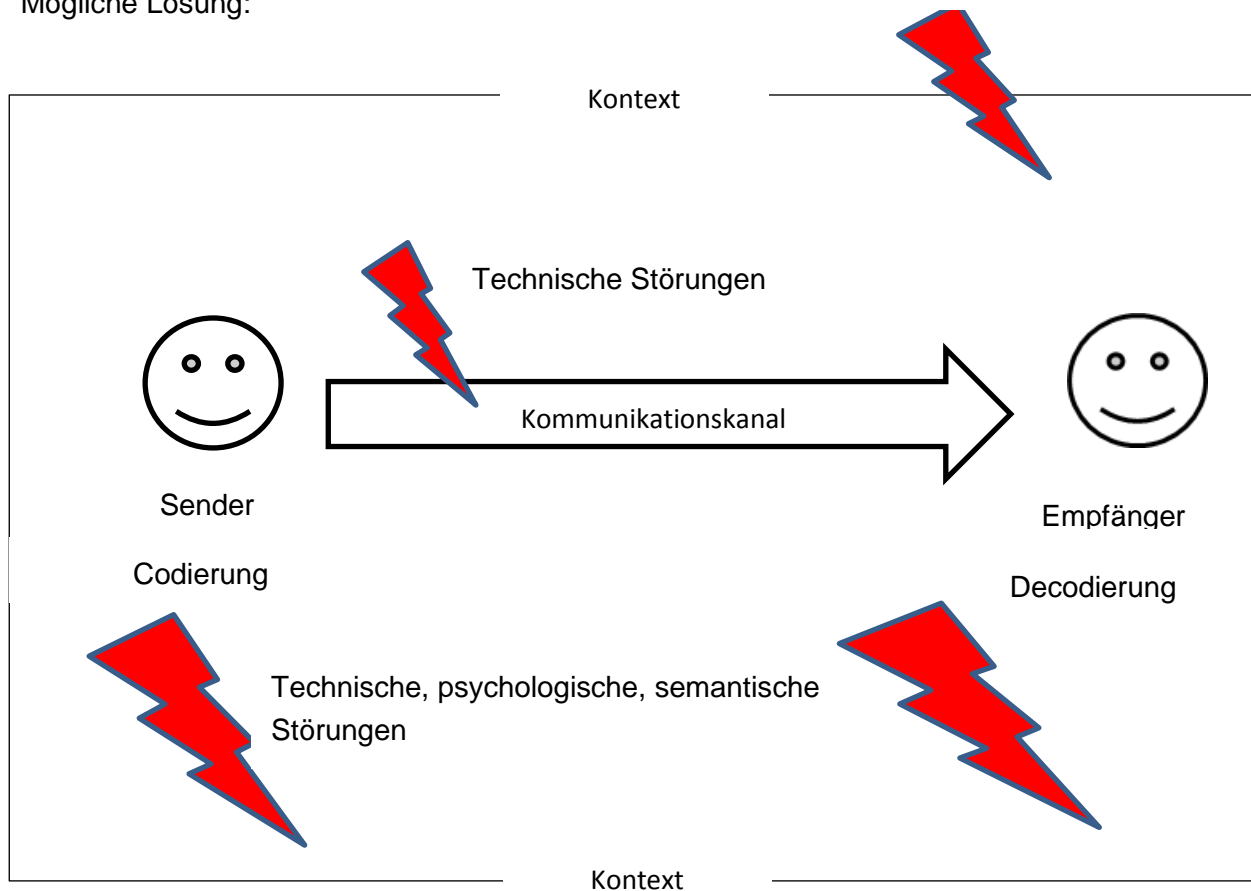 Mögliche Lösung:
Kontext
Technische Störungen
Kommunikationskanal
Sender
Empfänger
Codierung
Decodierung
Technische, psychologische, semantische
Störungen
Kontext